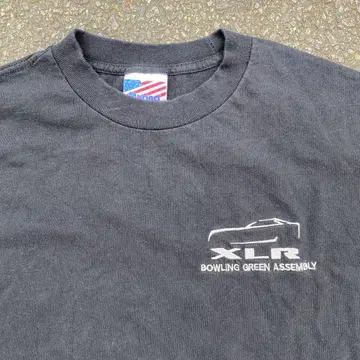 XLR
BOWLING GREEN ASSEMBLY